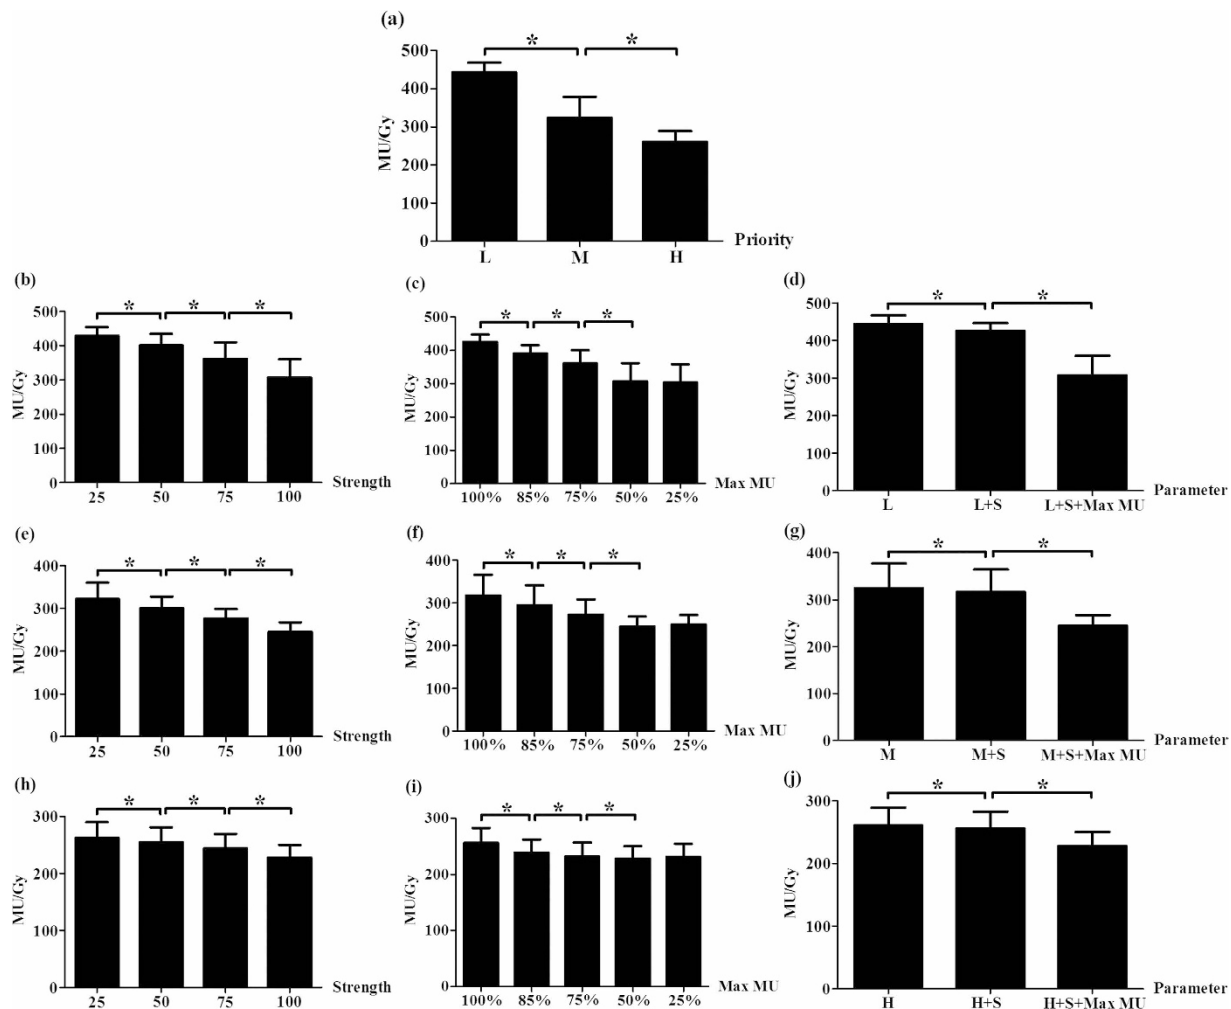 (a)
* *
500
400
300
200
100
0
MU/Gy
L M H
Priority
(b)
* * *
500
400
300
400
100
0
MU/Gy
25 50 75 100
Strength
(c)
* * *
500
400
300
200
100
0
MU/Gy
100% 85% 75% 50% 25%
Max MU
(d)
* *
500
400
300
200
100
0
MU/Gy
L L+S L+S+Max MU
Parameter
(e)
* * *
400
300
200
100
0
MU/Gy
25 50 75 100
Strength
(f)
* * *
400
300
200
100
0
MU/Gy
100% 85% 75% 50% 25%
Max MU
(g)
* *
400
300
200
100
0
MU/Gy
M M+S M+S+Max MU
Parameter
(h)
* * *
300
200
100
0
MU/Gy
25 50 75 100
Strength
(i)
* * *
300
200
100
0
MU/Gy
100% 85% 75% 50% 25%
Max MU
(j)
* *
300
200
100
0
MU/Gy
H H+S H+S+Max MU
Parameter